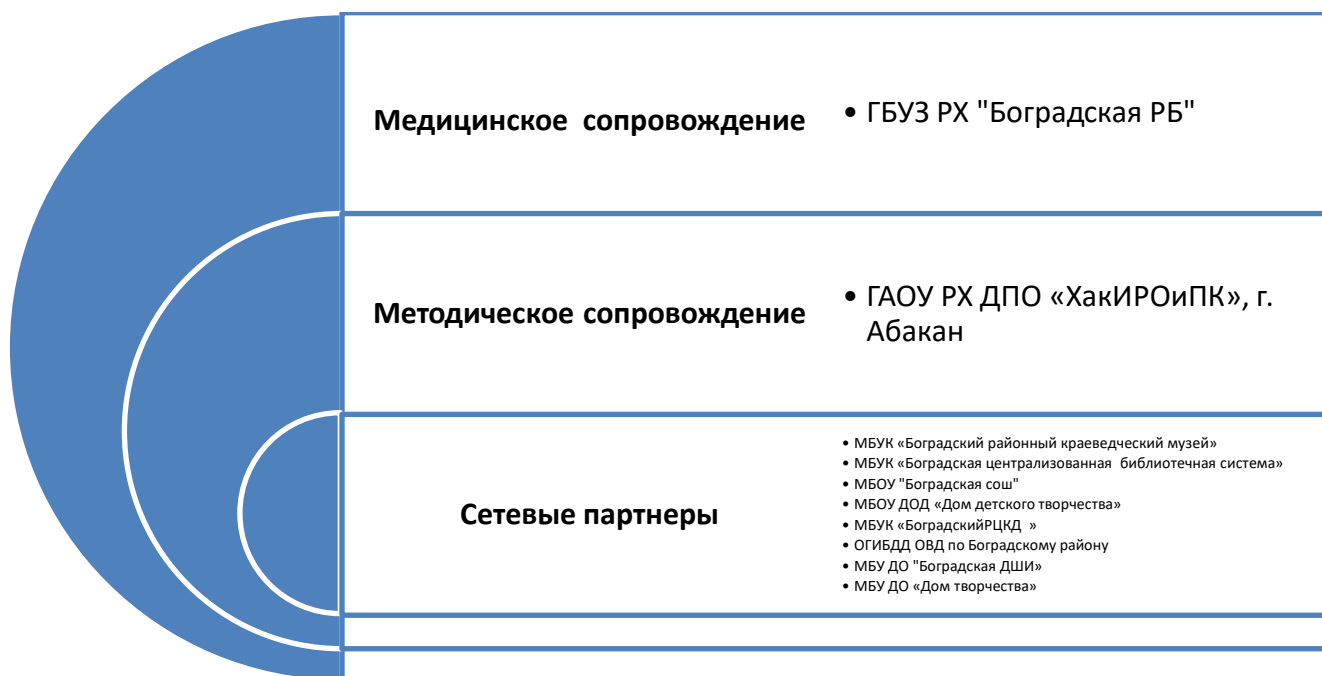 Медицинское сопровождение
• ГБУЗ РХ "Боградская РБ"
Методическое сопровождение
• ГАОУ РХ ДПО «ХакИРОиПК», г.
Абакан
Сетевые партнеры
• МБУК «Боградский районный краеведческий музей»
• МБУК «Боградская централизованная библиотечная система»
• МБОУ "Боградская сош"
• МБОУ ДОД «Дом детского творчества»
• МБУК «БоградскийРЦКД »
• ОГИБДД ОВД по Боградскому району
• МБУ ДО "Боградская ДШИ»
• МБУ ДО «Дом творчества»